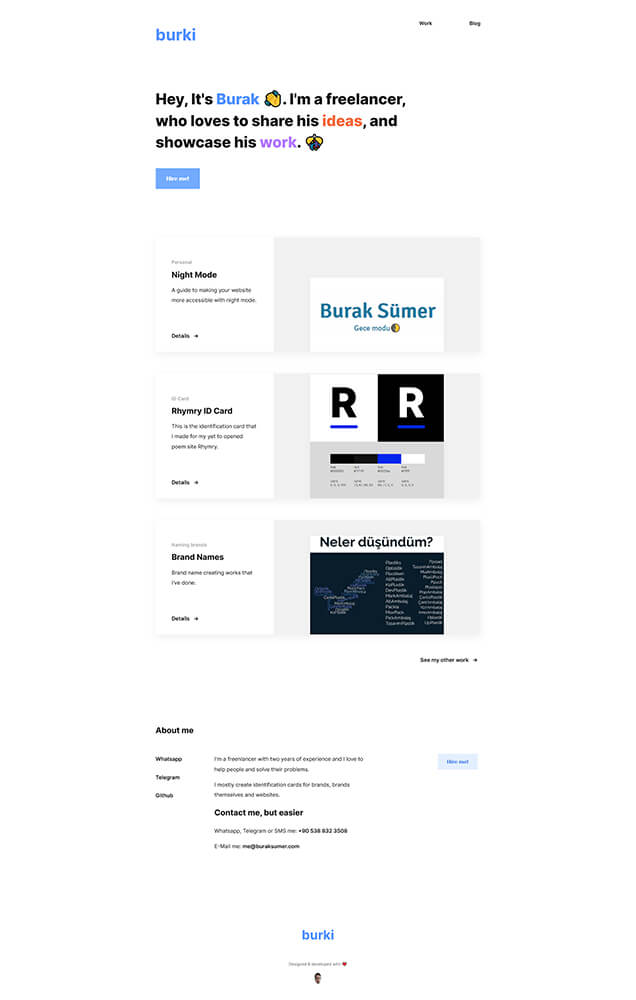 burki
Work
Blog
Hey, It's Burak 👏. I'm a freelancer,
who loves to share his ideas, and
showcase his work.
Hire me!
Personal
Night Mode
A guide to making your website
more accessible with night mode.
Details →
Burak Sümer
Gece modu
ID Card
Rhymry ID Card
This is the identification card that
I made for my yet to opened
poem site Rhymry.
Details →
R R
Naming brands
Brand Names
Brand name creating works that
i've done.
Details →
Neler düşündüm?
See my other work →
About me
Whatsapp
Telegram
Github
I'm a freenlancer with two years of experience and I love to
help people and solve their problems.
I mostly create identification cards for brands, brands
themselves and websites.
Hire me!
Contact me, but easier
Whatsapp, Telegram or SMS me: +90 538 932 3508
E-Mail me: me@buraksumer.com
burki
Designed & developed with ❤